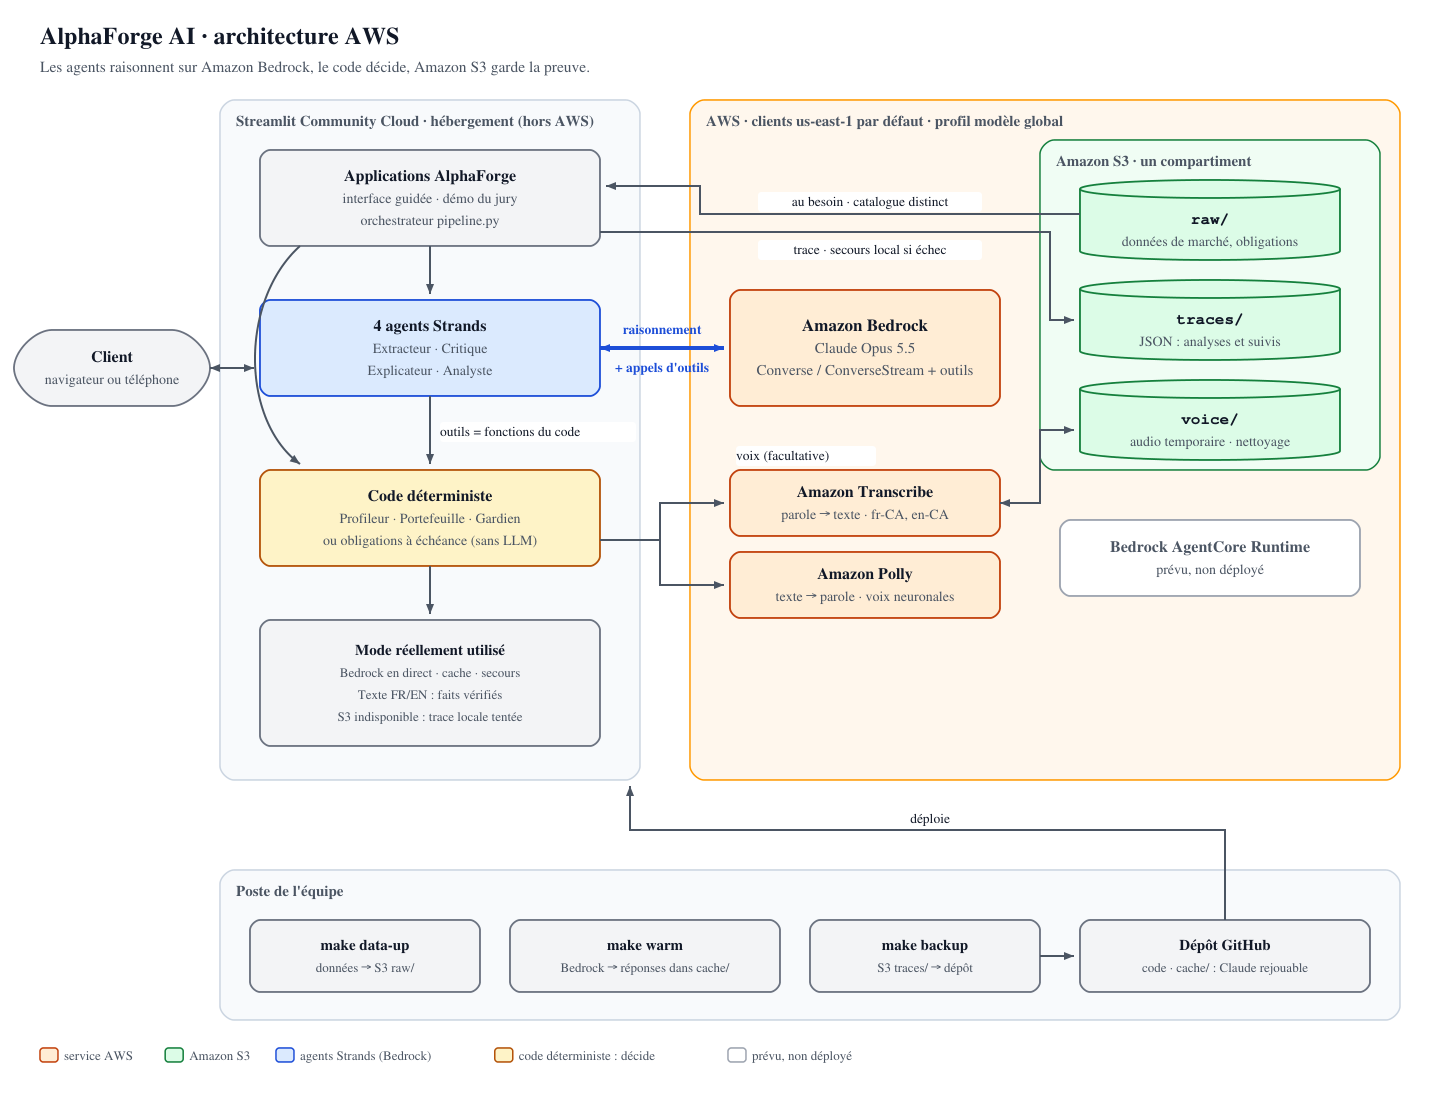 AlphaForge AI · architecture AWS
Les agents raisonnent sur Amazon Bedrock, le code décide, Amazon S3 garde la preuve.
Streamlit Community Cloud · hébergement (hors AWS)
Applications AlphaForge
interface guidée · démo du jury
orchestrateur pipeline.py
4 agents Strands
Extracteur · Critique
Explicateur · Analyste
Client
navigateur ou téléphone
outils = fonctions du code
Code déterministe
Profileur · Portefeuille · Gardien
ou obligations à échéance (sans LLM)
Mode réellement utilisé
Bedrock en direct · cache · secours
Texte FR/EN : faits vérifiés
S3 indisponible : trace locale tentée
raisonnement
+ appels d'outils
AWS · clients us-east-1 par défaut · profil modèle global
au besoin · catalogue distinct
trace · secours local si échec
Amazon Bedrock
Claude Opus 5.5
Converse / ConverseStream + outils
voix (facultative)
Amazon Transcribe
parole → texte · fr-CA, en-CA
Amazon Polly
texte → parole · voix neuronales
Amazon S3 · un compartiment
raw/
données de marché, obligations
traces/
JSON : analyses et suivis
voice/
audio temporaire · nettoyage
Bedrock AgentCore Runtime
prévu, non déployé
déploie
Poste de l'équipe
make data-up
données → S3 raw/
make warm
Bedrock → réponses dans cache/
make backup
S3 traces/ → dépôt
Dépôt GitHub
code · cache/ : Claude rejouable
service AWS
Amazon S3
agents Strands (Bedrock)
code déterministe : décide
prévu, non déployé